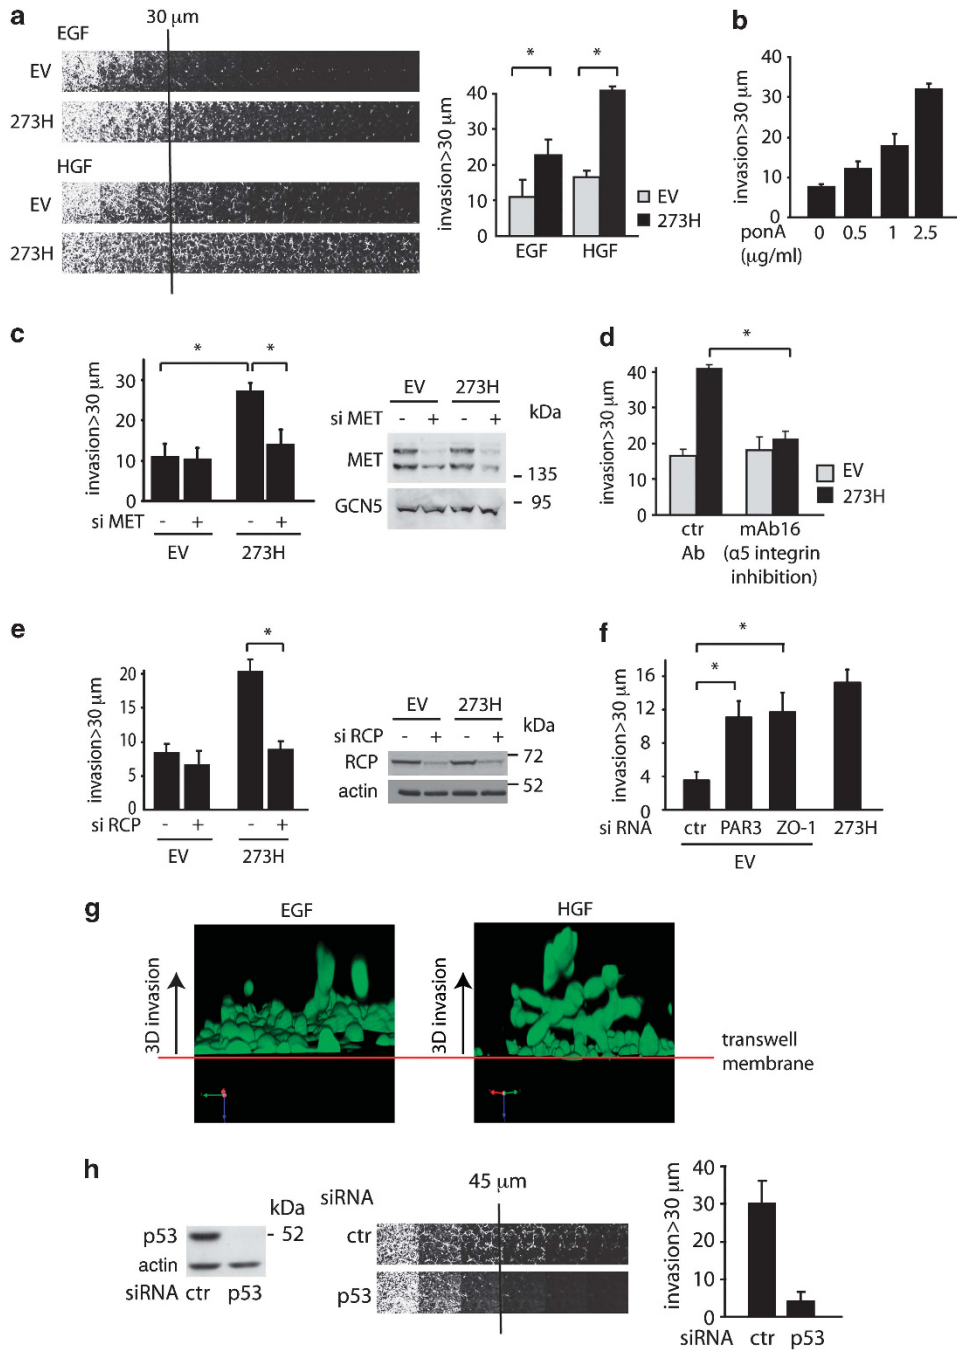 a
30 µm
EGF
EV
273H
HGF
EV
273H
invasion>30 µm
40
30
20
10
0
* *
EGF HGF
EV
273H
b
invasion>30 µm
40
30
20
10
0
ponA 0 0.5 1 2.5
(µg/ml)
c
invasion>30 µm
30
20
10
0
* *
si MET - + - +
EV 273H
EV 273H
si MET - + - + kDa
MET
- 135
GCN5
- 95
d
invasion>30 µm
40
30
20
10
0
*
EV
273H
ctr mAb16
Ab (α5 integrin
inhibition)
e
invasion>30 µm
20
15
10
5
0
*
si RCP - + - +
EV 273H
EV 273H
si RCP - + - + kDa
RCP - 72
actin - 52
f
invasion>30 µm
16
12
8
4
0
*
*
si RNA ctr PAR3 ZO-1 273H
EV
g
EGF HGF
3D invasion
3D invasion
transwell
membrane
h
kDa
p53 - 52
actin
siRNA ctr p53
45 µm
siRNA
ctr
p53
invasion>30 µm
40
30
20
10
0
siRNA ctr p53